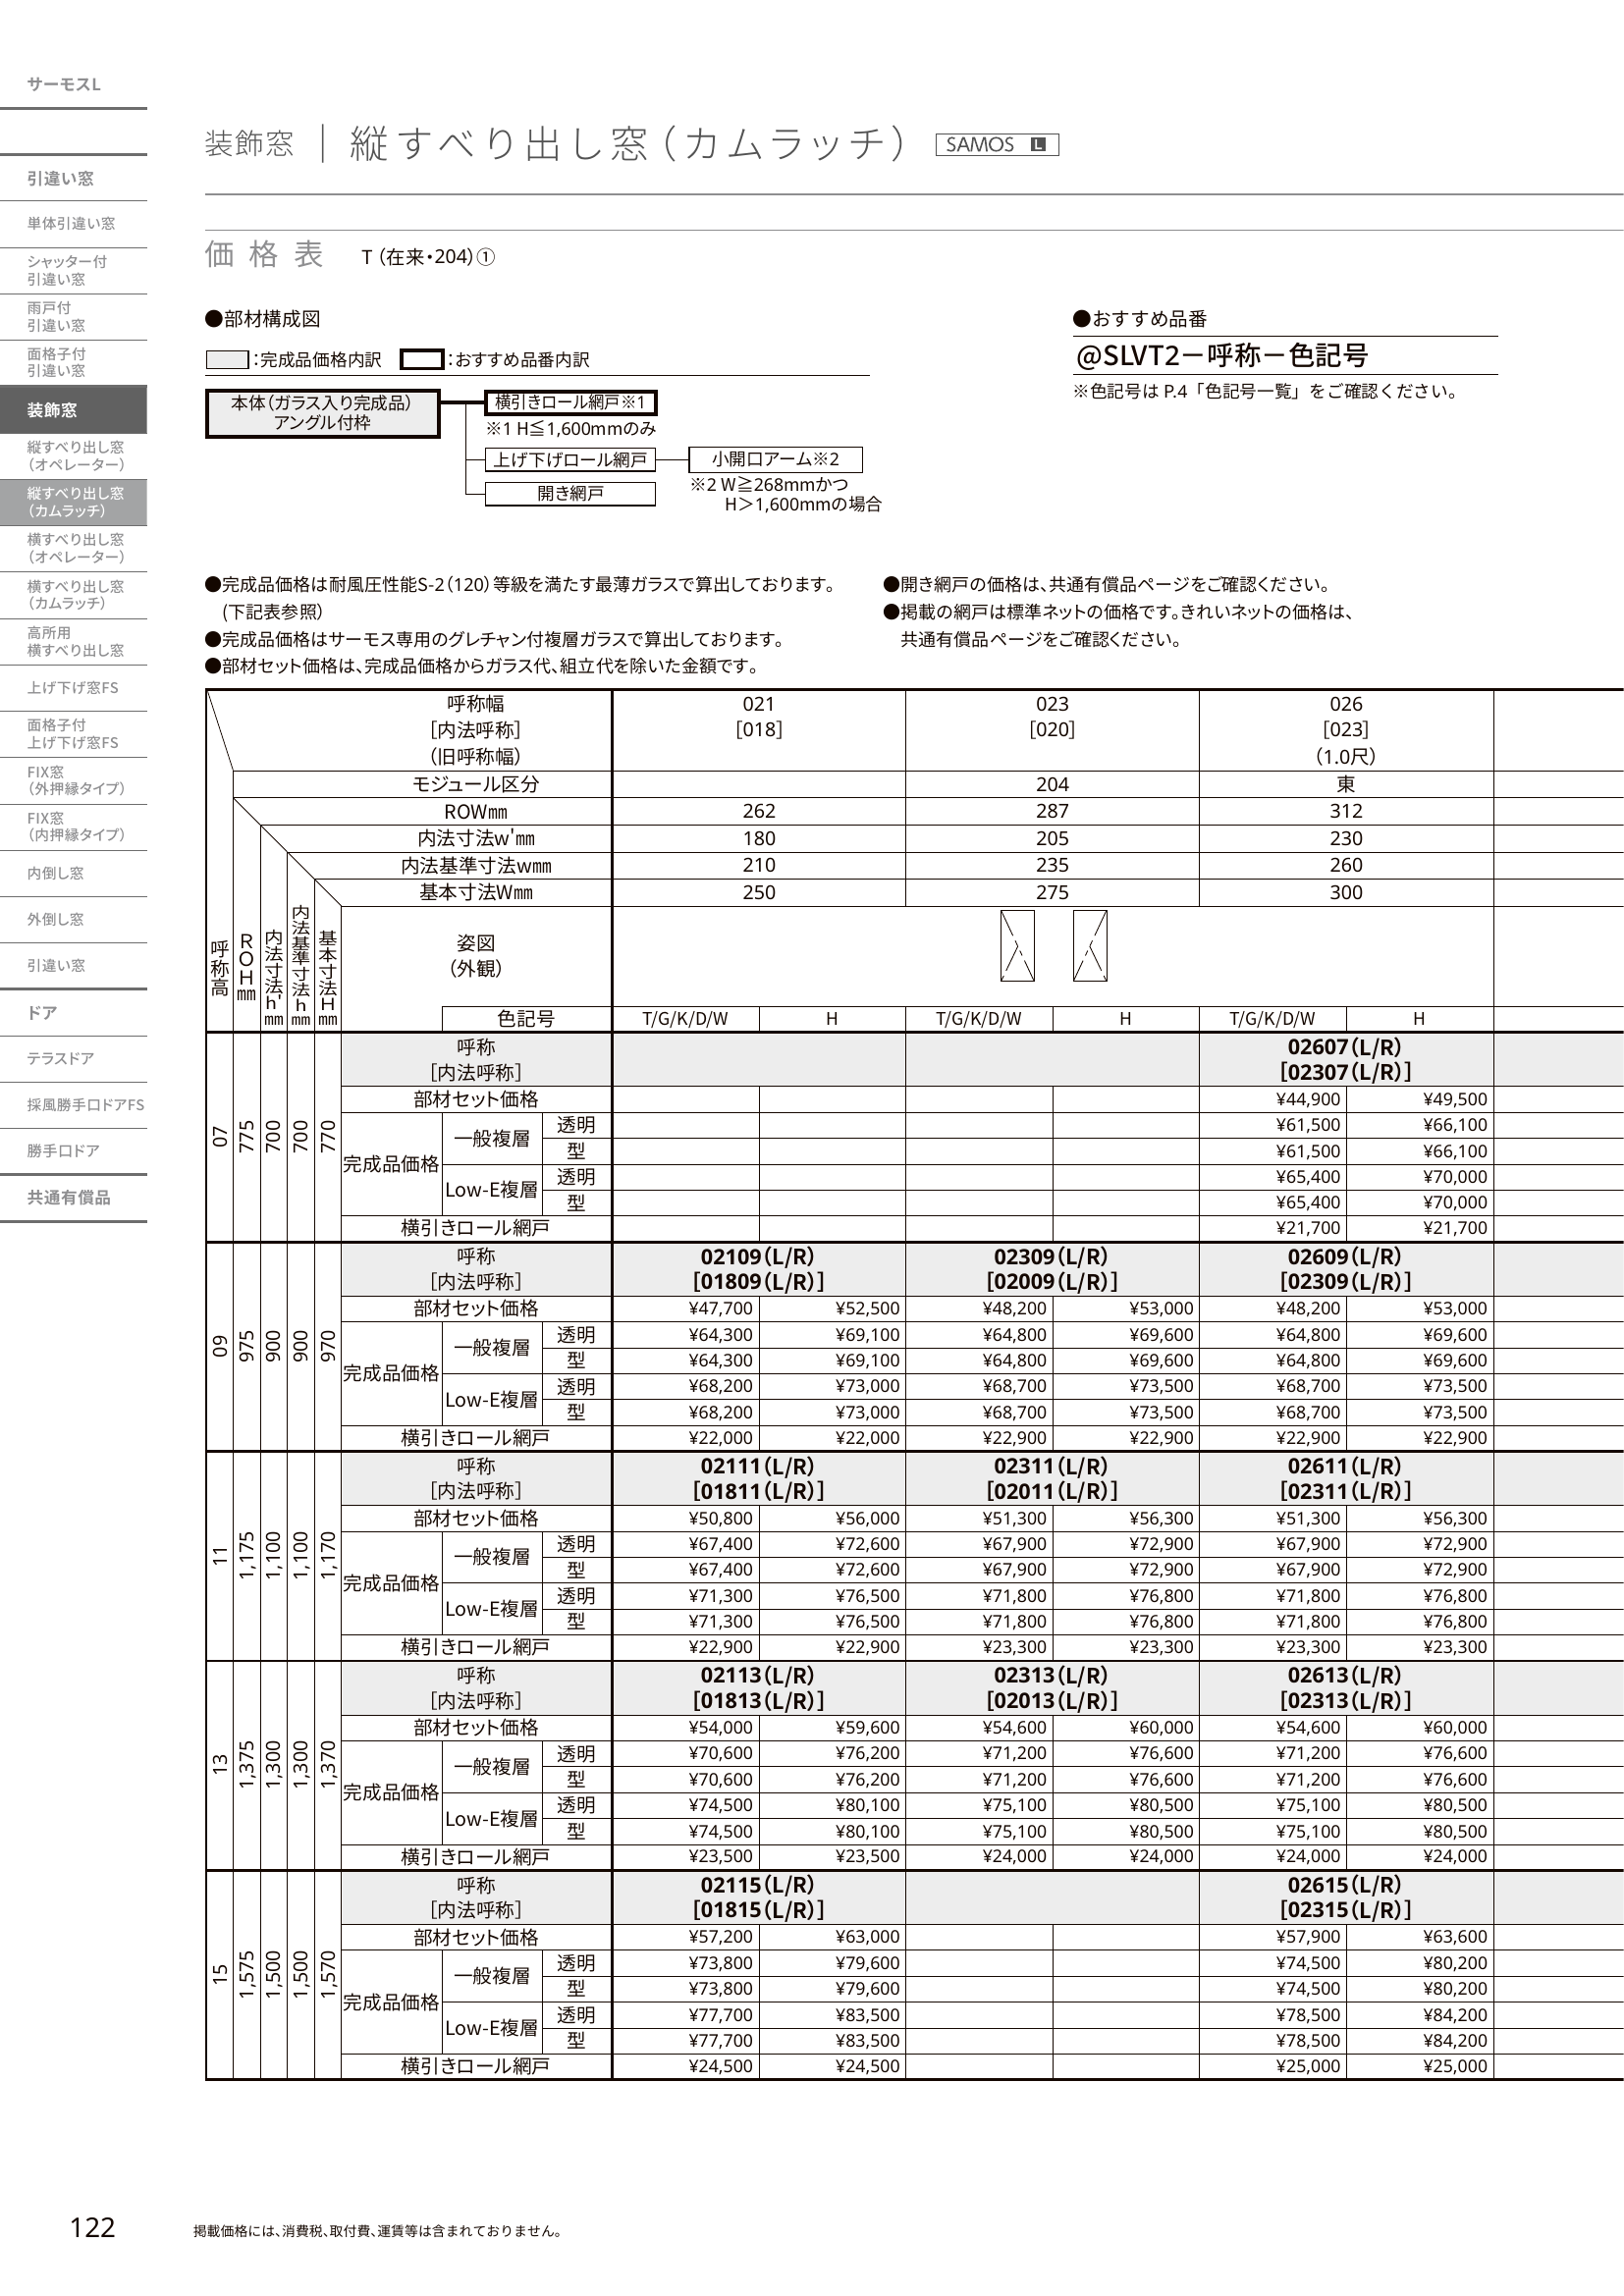 サーモスL
引違い窓
単体引違い窓
シャッター付
引違い窓
雨戸付
引違い窓
面格子付
引違い窓
装飾窓
縦すべり出し窓
（オペレーター）
縦すべり出し窓
（カムラッチ）
横すべり出し窓
（オペレーター）
横すべり出し窓
（カムラッチ）
高所用
横すべり出し窓
上げ下げ窓FS
面格子付
上げ下げ窓FS
FIX窓
（外押縁タイプ）
FIX窓
（内押縁タイプ）
内倒し窓
外倒し窓
引違い窓
ドア
テラスドア
採風勝手口ドアFS
勝手口ドア
共通有償品
装飾窓｜縦すべり出し窓（カムラッチ） SAMOS L
価格表 T（在来・204）①
●部材構成図
：完成品価格内訳 ：おすすめ品番内訳
本体（ガラス入り完成品）
アングル付枠
横引きロール網戸※1
※1 H≦1,600mmのみ
上げ下げロール網戸 小開口アーム※2
※2 W≧268mmかつ
H＞1,600mmの場合
開き網戸
●おすすめ品番
@SLVT2－呼称－色記号
※色記号は P.4「色記号一覧」をご確認ください。
●完成品価格は耐風圧性能S-2（120）等級を満たす最薄ガラスで算出しております。
（下記表参照）
●完成品価格はサーモス専用のグレチャン付複層ガラスで算出しております。
●部材セット価格は、完成品価格からガラス代、組立代を除いた金額です。
●開き網戸の価格は、共通有償品ページをご確認ください。
●掲載の網戸は標準ネットの価格です。きれいネットの価格は、
共通有償品ページをご確認ください。
呼称幅 021 023 026
［内法呼称］ ［018］ ［020］ ［023］
（旧呼称幅） （1.0尺）
モジュール区分 204 東
ROW㎜ 262 287 312
内法寸法w'㎜ 180 205 230
内法基準寸法w㎜ 210 235 260
基本寸法W㎜ 250 275 300
呼称高
ROH㎜
内法寸法h'㎜
内法基準寸法h㎜
基本寸法H㎜
姿図
（外観）
色記号 T/G/K/D/W H T/G/K/D/W H T/G/K/D/W H
07 775 700 700 770
呼称 02607（L/R）
［内法呼称］ ［02307（L/R）］
部材セット価格 ¥44,900 ¥49,500
完成品価格 一般複層 透明 ¥61,500 ¥66,100
型 ¥61,500 ¥66,100
Low-E複層 透明 ¥65,400 ¥70,000
型 ¥65,400 ¥70,000
横引きロール網戸 ¥21,700 ¥21,700
09 975 900 900 970
呼称 02109（L/R） 02309（L/R） 02609（L/R）
［内法呼称］ ［01809（L/R）］ ［02009（L/R）］ ［02309（L/R）］
部材セット価格 ¥47,700 ¥52,500 ¥48,200 ¥53,000 ¥48,200 ¥53,000
完成品価格 一般複層 透明 ¥64,300 ¥69,100 ¥64,800 ¥69,600 ¥64,800 ¥69,600
型 ¥64,300 ¥69,100 ¥64,800 ¥69,600 ¥64,800 ¥69,600
Low-E複層 透明 ¥68,200 ¥73,000 ¥68,700 ¥73,500 ¥68,700 ¥73,500
型 ¥68,200 ¥73,000 ¥68,700 ¥73,500 ¥68,700 ¥73,500
横引きロール網戸 ¥22,000 ¥22,000 ¥22,900 ¥22,900 ¥22,900 ¥22,900
11 1,175 1,100 1,100 1,170
呼称 02111（L/R） 02311（L/R） 02611（L/R）
［内法呼称］ ［01811（L/R）］ ［02011（L/R）］ ［02311（L/R）］
部材セット価格 ¥50,800 ¥56,000 ¥51,300 ¥56,300 ¥51,300 ¥56,300
完成品価格 一般複層 透明 ¥67,400 ¥72,600 ¥67,900 ¥72,900 ¥67,900 ¥72,900
型 ¥67,400 ¥72,600 ¥67,900 ¥72,900 ¥67,900 ¥72,900
Low-E複層 透明 ¥71,300 ¥76,500 ¥71,800 ¥76,800 ¥71,800 ¥76,800
型 ¥71,300 ¥76,500 ¥71,800 ¥76,800 ¥71,800 ¥76,800
横引きロール網戸 ¥22,900 ¥22,900 ¥23,300 ¥23,300 ¥23,300 ¥23,300
13 1,375 1,300 1,300 1,370
呼称 02113（L/R） 02313（L/R） 02613（L/R）
［内法呼称］ ［01813（L/R）］ ［02013（L/R）］ ［02313（L/R）］
部材セット価格 ¥54,000 ¥59,600 ¥54,600 ¥60,000 ¥54,600 ¥60,000
完成品価格 一般複層 透明 ¥70,600 ¥76,200 ¥71,200 ¥76,600 ¥71,200 ¥76,600
型 ¥70,600 ¥76,200 ¥71,200 ¥76,600 ¥71,200 ¥76,600
Low-E複層 透明 ¥74,500 ¥80,100 ¥75,100 ¥80,500 ¥75,100 ¥80,500
型 ¥74,500 ¥80,100 ¥75,100 ¥80,500 ¥75,100 ¥80,500
横引きロール網戸 ¥23,500 ¥23,500 ¥24,000 ¥24,000 ¥24,000 ¥24,000
15 1,575 1,500 1,500 1,570
呼称 02115（L/R） 02615（L/R）
［内法呼称］ ［01815（L/R）］ ［02315（L/R）］
部材セット価格 ¥57,200 ¥63,000 ¥57,900 ¥63,600
完成品価格 一般複層 透明 ¥73,800 ¥79,600 ¥74,500 ¥80,200
型 ¥73,800 ¥79,600 ¥74,500 ¥80,200
Low-E複層 透明 ¥77,700 ¥83,500 ¥78,500 ¥84,200
型 ¥77,700 ¥83,500 ¥78,500 ¥84,200
横引きロール網戸 ¥24,500 ¥24,500 ¥25,000 ¥25,000
122 掲載価格には、消費税、取付費、運賃等は含まれておりません。